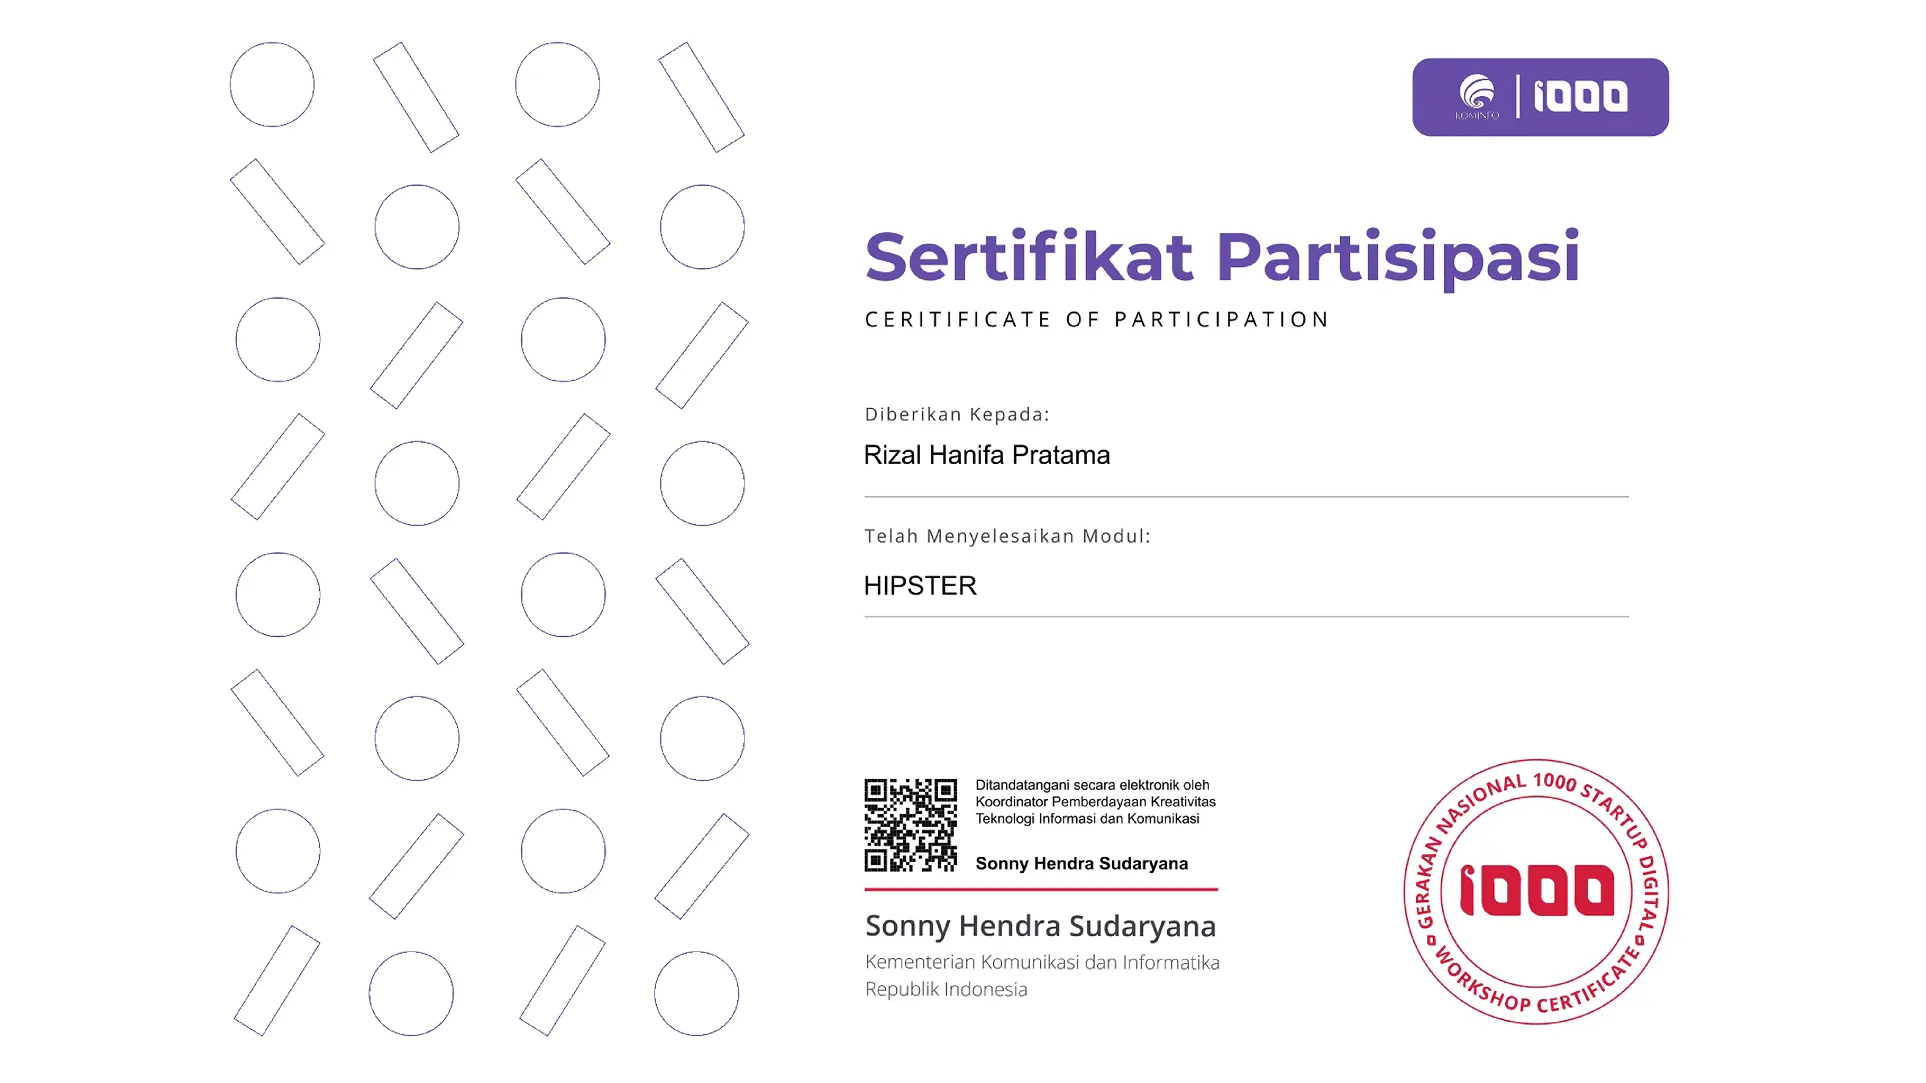 KOMINFO
1000
Sertifikat Partisipasi
CERITIFICATE OF PARTICIPATION
Diberikan Kepada:
Rizal Hanifa Pratama
Telah Menyelesaikan Modul:
HIPSTER
Ditandatangani secara elektronik oleh
Koordinator Pemberdayaan Kreativitas
Teknologi Informasi dan Komunikasi
Sonny Hendra Sudaryana
Sonny Hendra Sudaryana
Kementerian Komunikasi dan Informatika
Republik Indonesia
GERAKAN NASIONAL 1000 STARTUP DIGITAL
1000
WORKSHOP CERTIFICATE